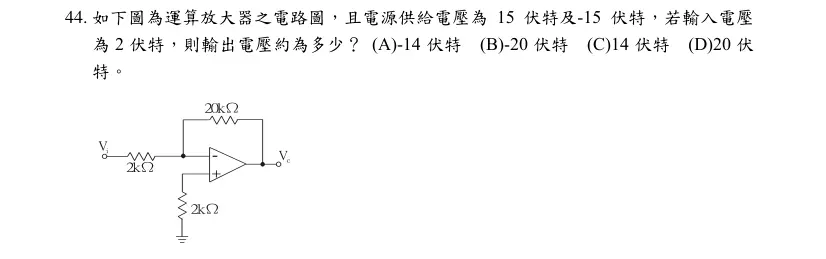 44. 如下圖為運算放大器之電路圖，且電源供給電壓為 15 伏特及-15 伏特，若輸入電壓
為 2 伏特，則輸出電壓約為多少？ (A)-14 伏特 (B)-20 伏特 (C)14 伏特 (D)20 伏
特。
20kΩ
Vi
2kΩ
-
+
Vo
2kΩ